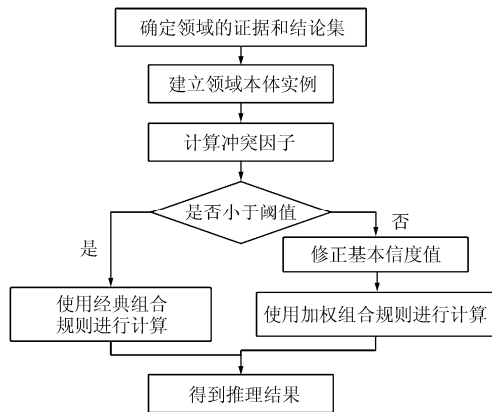 确定领域的证据和结论集
建立领域本体实例
计算冲突因子
是否小于阈值
是
否
修正基本信度值
使用经典组合
规则进行计算
使用加权组合规则进行计算
得到推理结果